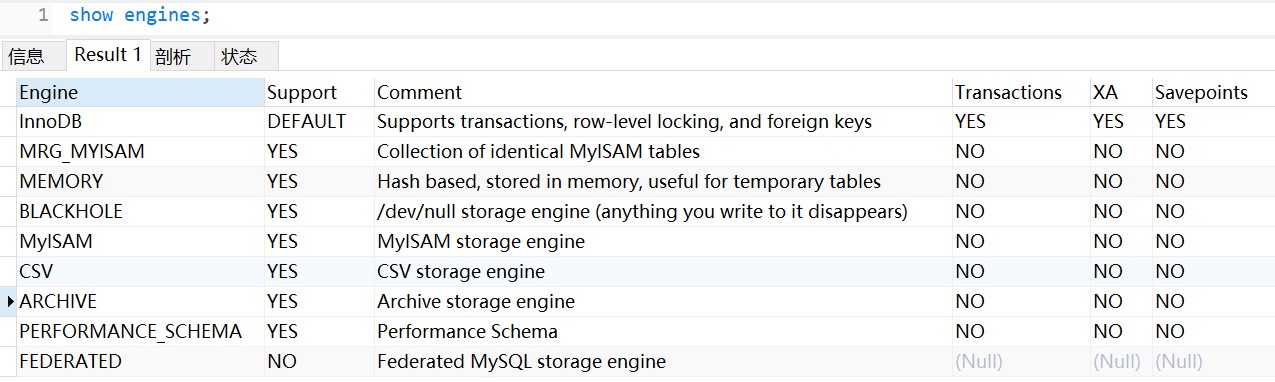 1 show engines;
信息 Result 1 剖析 状态
Engine Support Comment Transactions XA Savepoints
InnoDB DEFAULT Supports transactions, row-level locking, and foreign keys YES YES YES
MRG_MYISAM YES Collection of identical MyISAM tables NO NO NO
MEMORY YES Hash based, stored in memory, useful for temporary tables NO NO NO
BLACKHOLE YES /dev/null storage engine (anything you write to it disappears) NO NO NO
MyISAM YES MyISAM storage engine NO NO NO
CSV YES CSV storage engine NO NO NO
ARCHIVE YES Archive storage engine NO NO NO
PERFORMANCE_SCHEMA YES Performance Schema NO NO NO
FEDERATED NO Federated MySQL storage engine (Null) (Null) (Null)